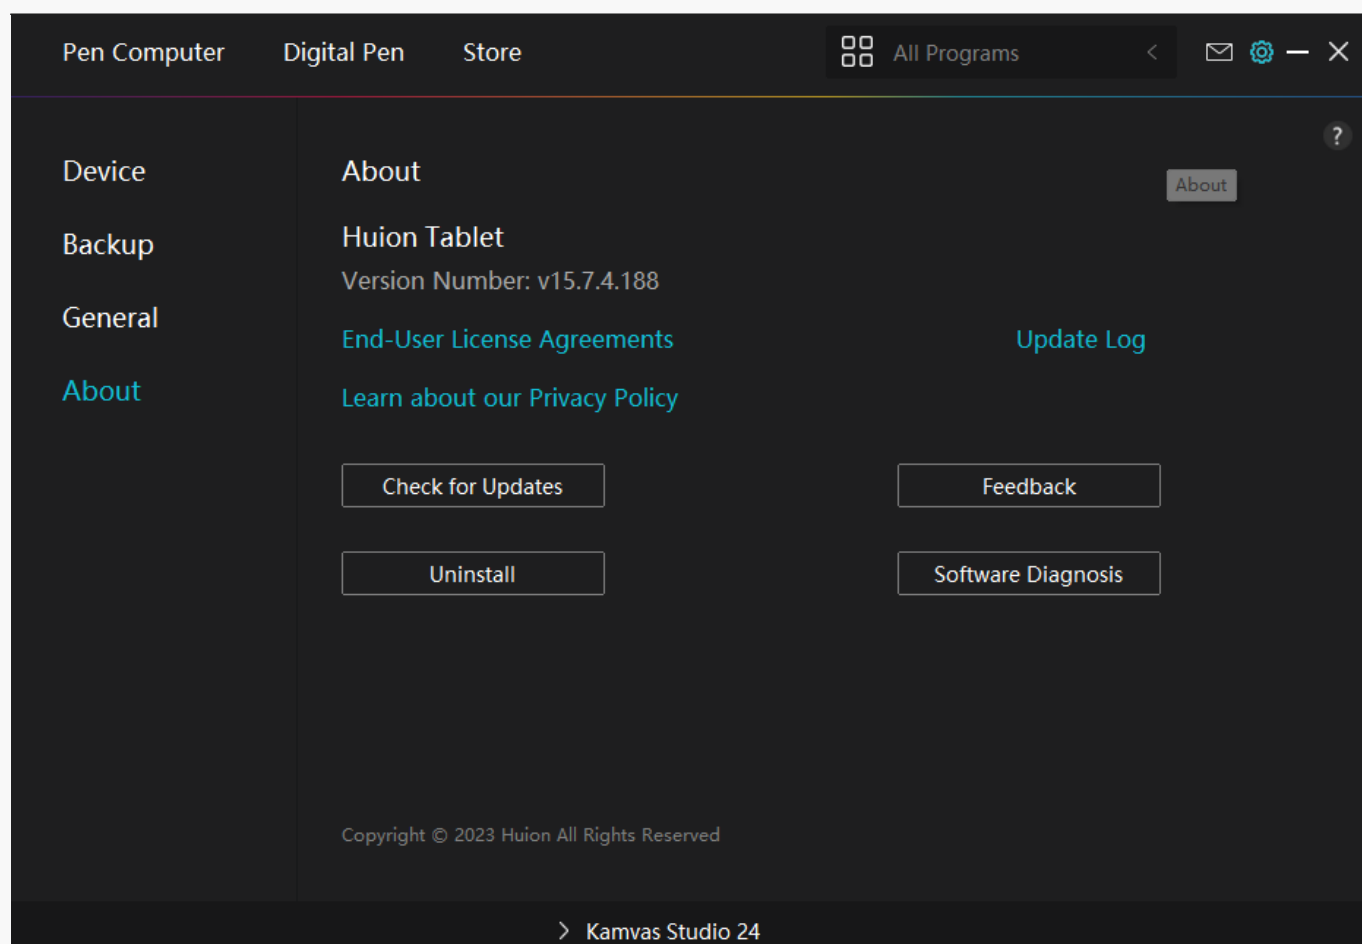 Pen Computer Digital Pen Store All Programs
?
Device
Backup
General
About
About
About
Huion Tablet
Version Number: v15.7.4.188
End-User License Agreements Update Log
Learn about our Privacy Policy
Check for Updates Feedback
Uninstall Software Diagnosis
Copyright © 2023 Huion All Rights Reserved
Kamvas Studio 24